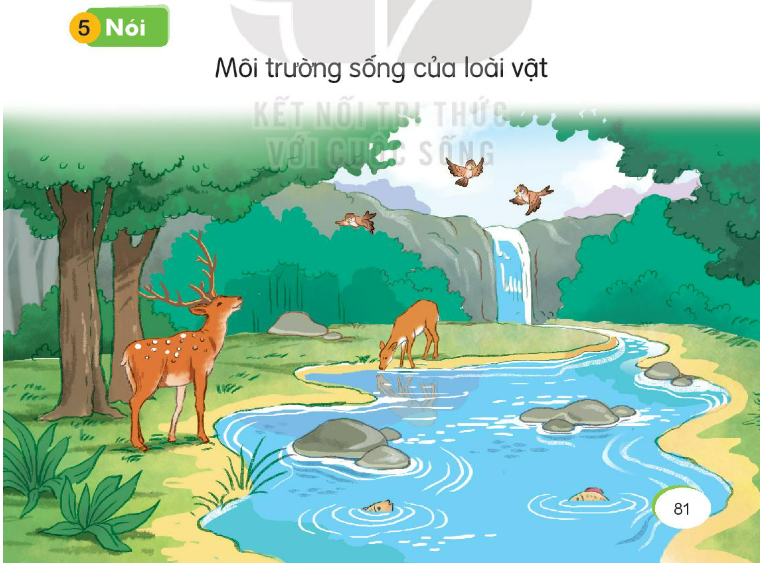 5 Nói
Môi trường sống của loài vật
KẾT NỐI TRI THỨC
VỚI CUỘC SỐNG
81